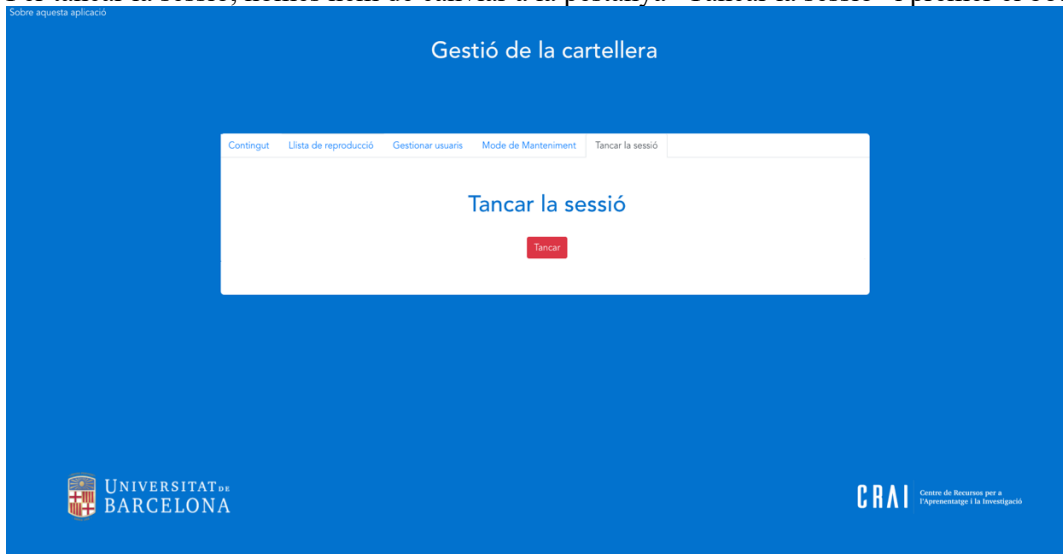 Sobre aquesta aplicació
Gestió de la cartellera
Contingut Llista de reproducció Gestionar usuaris Mode de Manteniment Tancar la sessió
Tancar la sessió
Tancar
UNIVERSITAT DE
BARCELONA
CRAI Centre de Recursos per a
l'Aprenentatge i la Investigació